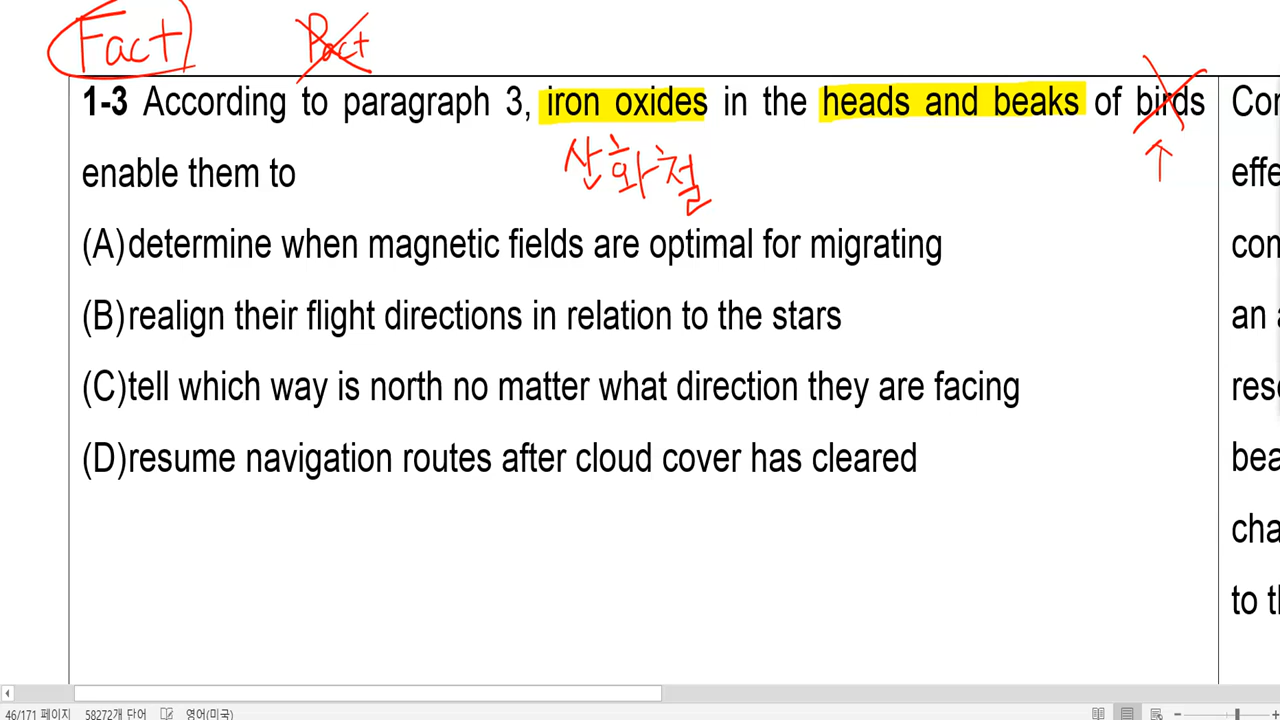 Fact Pact
1-3 According to paragraph 3, iron oxides in the heads and beaks of birds
산화철
enable them to
(A)determine when magnetic fields are optimal for migrating
(B)realign their flight directions in relation to the stars
(C)tell which way is north no matter what direction they are facing
(D)resume navigation routes after cloud cover has cleared
Cor
effe
con
an a
res
bea
cha
to th
46/171 페이지 58272개 단어 영어(미국)